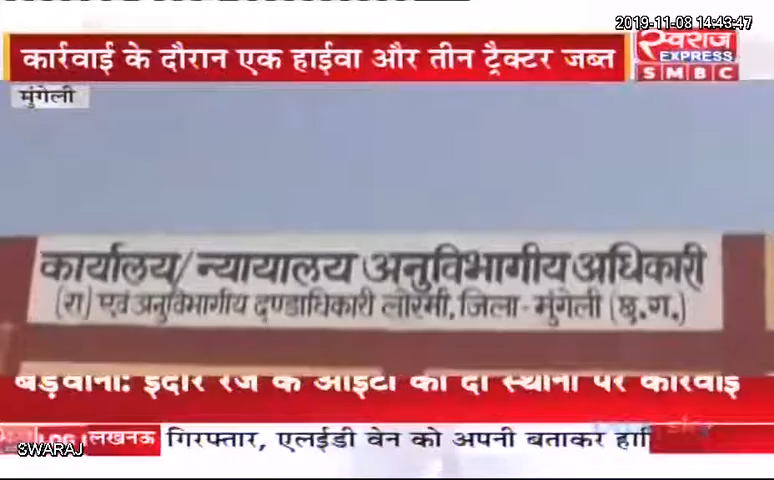 2019-11-08 14:43:47
कार्रवाई के दौरान एक हाईवा और तीन ट्रैक्टर जब्त
स्वराज
EXPRESS
SMBC
मुंगेली
कार्यालय/न्यायालय अनुविभागीय अधिकारी
(रा) एवं अनुविभागीय दण्डाधिकारी लोरमी, जिला - मुंगेली (छ.ग.)
बड़वानी: इंदौर रेंज के आईटी की दो स्थानों पर कार्रवाई
लखनऊ गिरफ्तार, एलईडी वेन को अपनी बताकर
SWARAJ